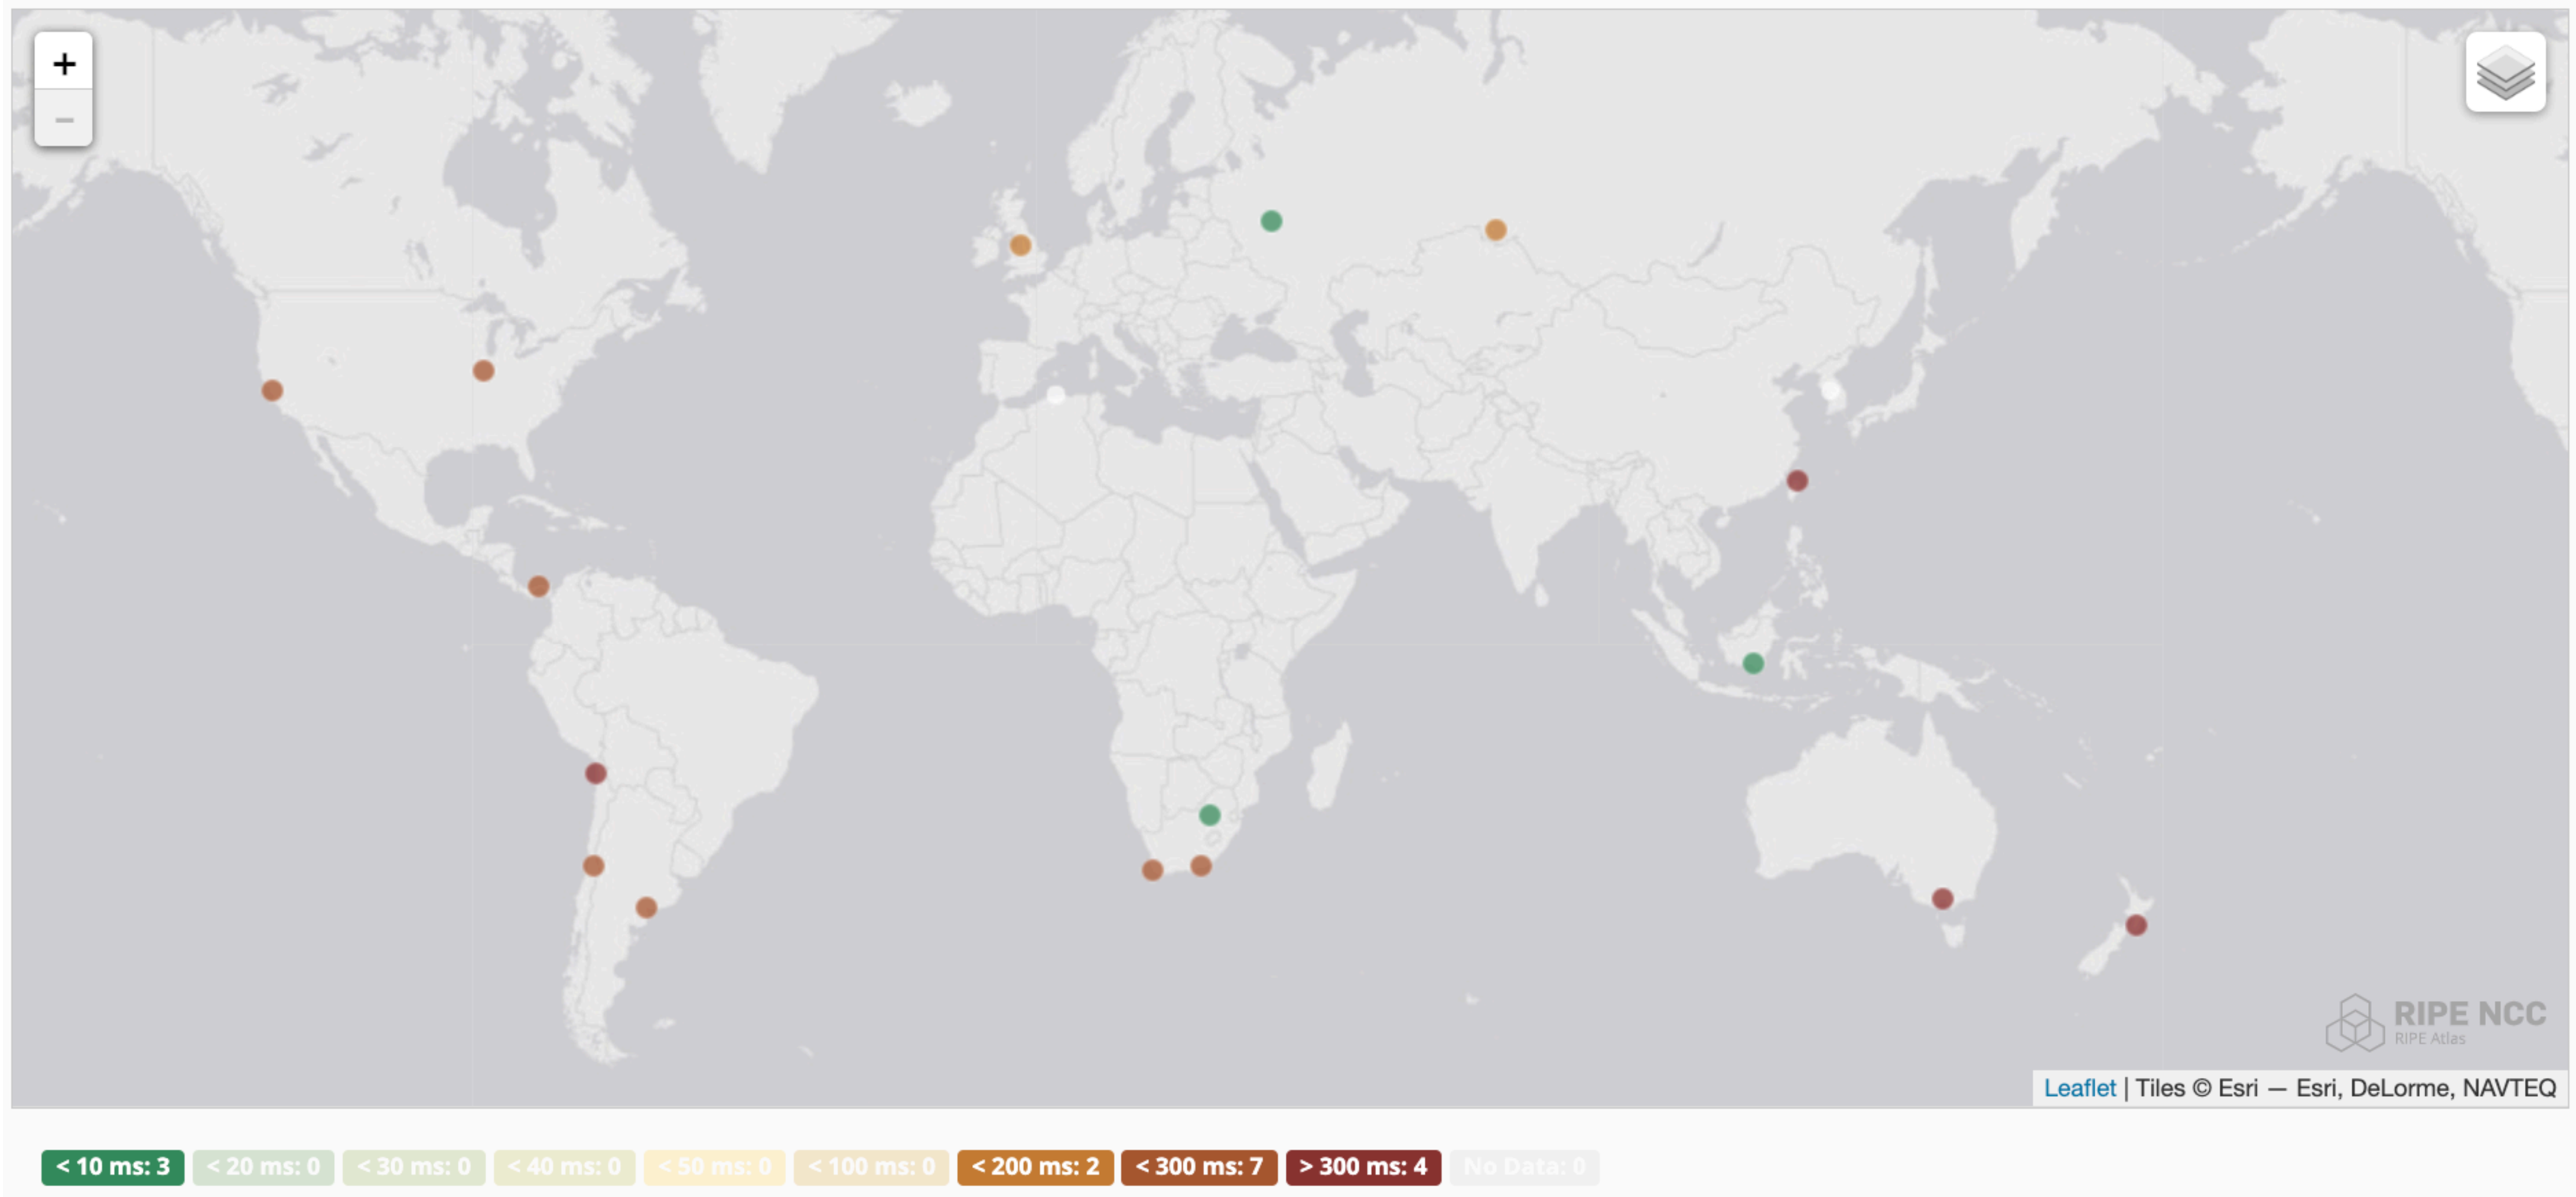 +
−
RIPE NCC
RIPE Atlas
Leaflet | Tiles © Esri — Esri, DeLorme, NAVTEQ
< 10 ms: 3 < 20 ms: 0 < 30 ms: 0 < 40 ms: 0 < 50 ms: 0 < 100 ms: 0 < 200 ms: 2 < 300 ms: 7 > 300 ms: 4 No Data: 0